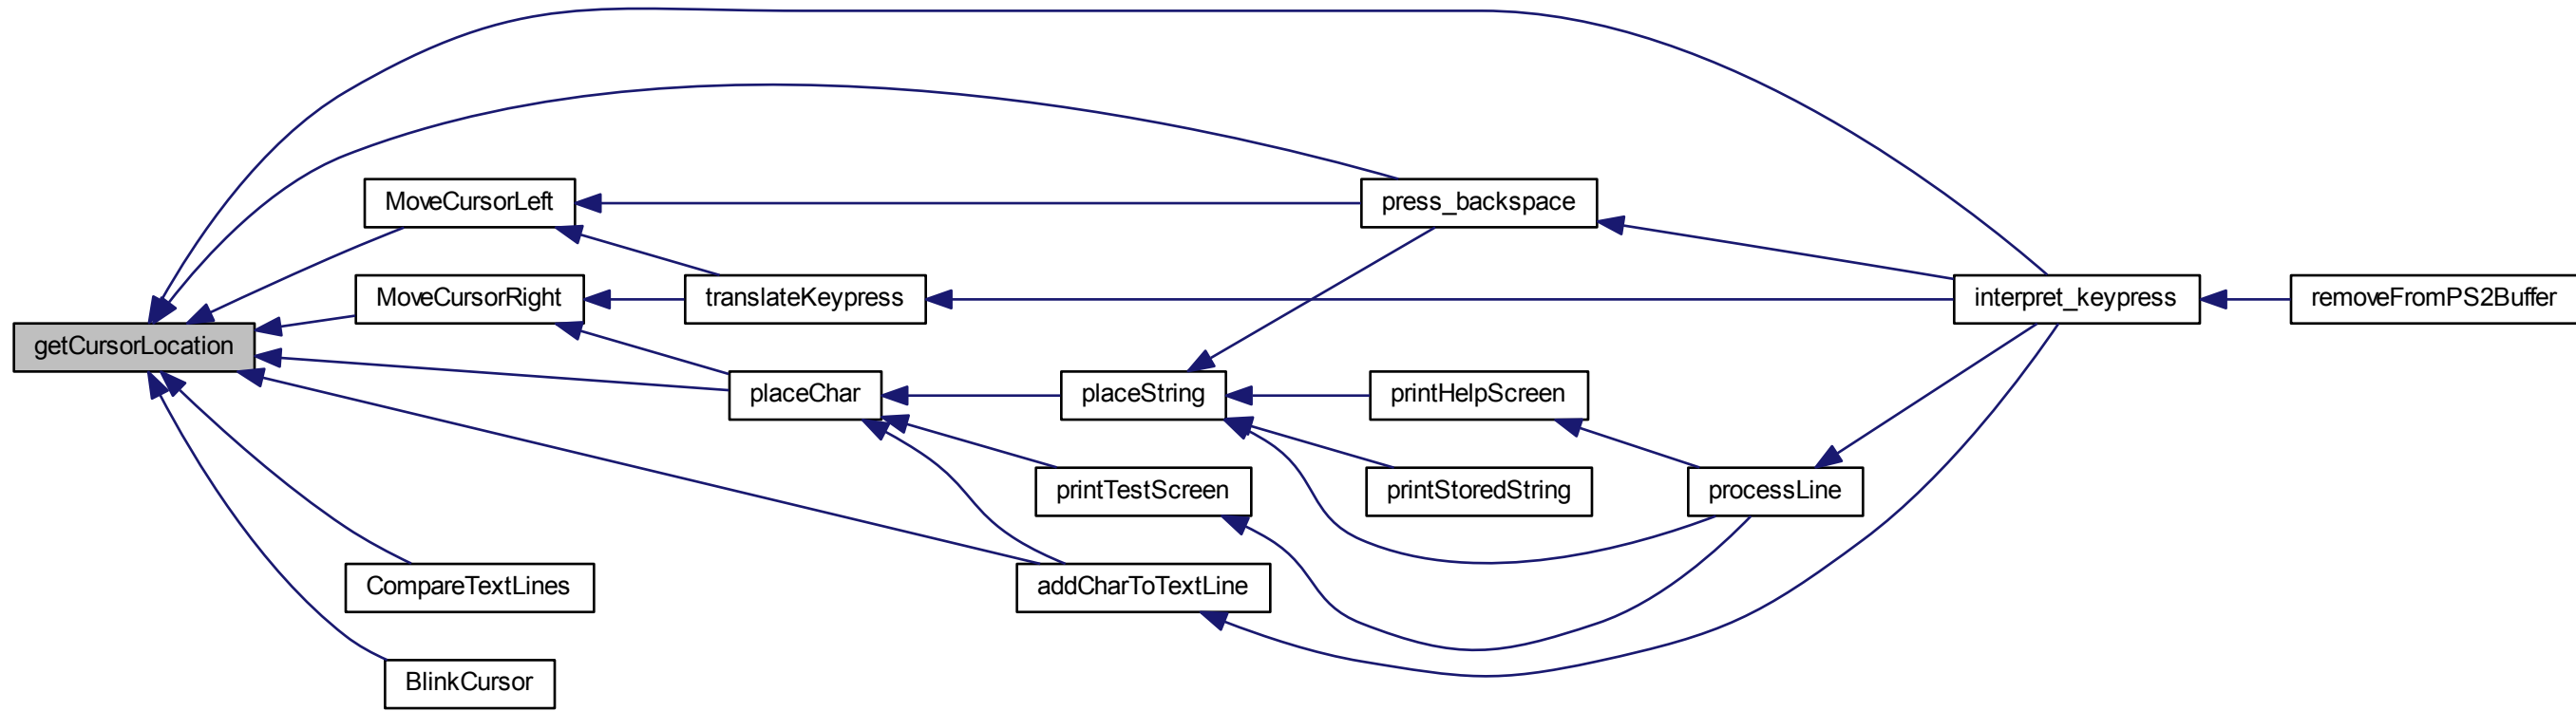 MoveCursorLeft
press_backspace
MoveCursorRight
translateKeypress
interpret_keypress
removeFromPS2Buffer
getCursorLocation
placeChar
placeString
printHelpScreen
printTestScreen
printStoredString
processLine
CompareTextLines
addCharToTextLine
BlinkCursor